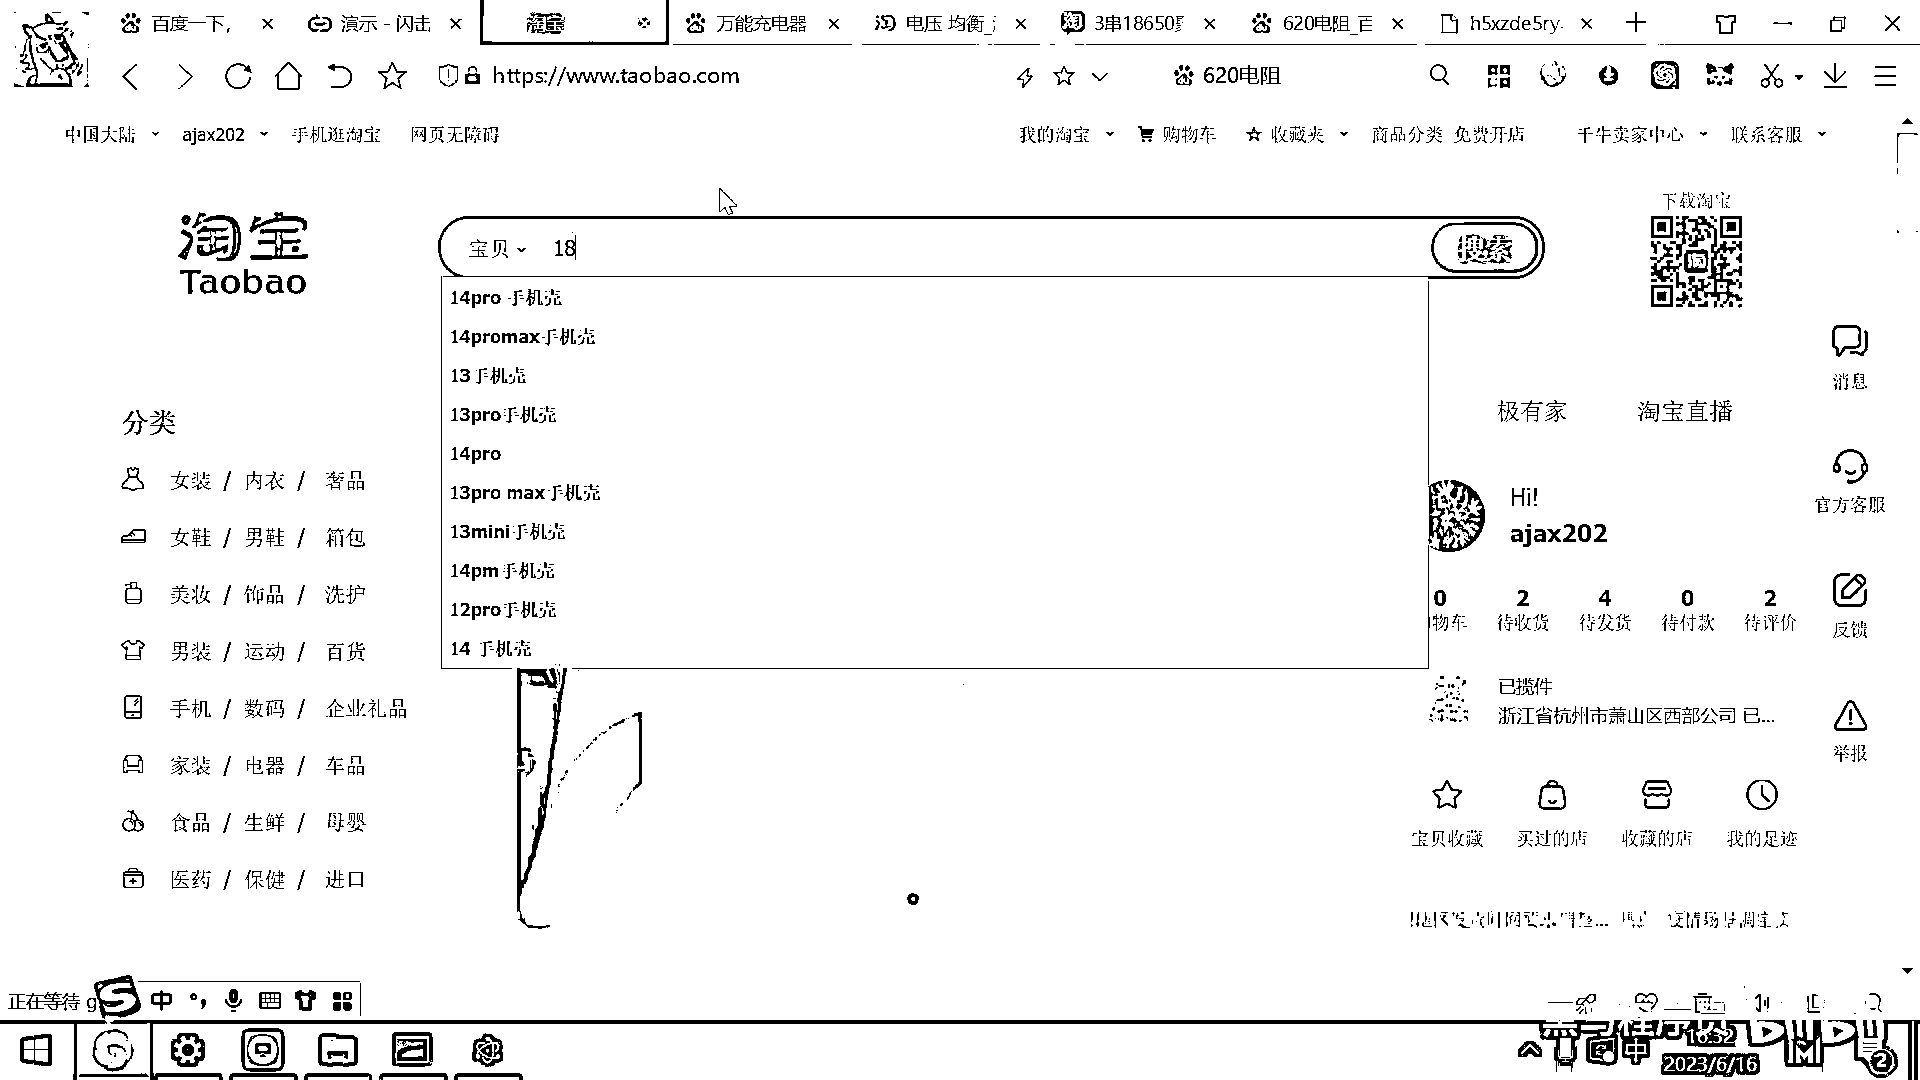 百度一下,
演示 - 闪击
淘宝
万能充电器
电压 均衡_
3串18650
620电阻_百
h5xzde5ry.
https://www.taobao.com
620电阻
中国大陆
ajax202
手机逛淘宝
网页无障碍
我的淘宝
购物车
收藏夹
商品分类
免费开店
千牛卖家中心
联系客服
淘宝
Taobao
宝贝
18
搜索
下载淘宝
14pro 手机壳
14promax手机壳
13手机壳
13pro手机壳
14pro
13pro max手机壳
13mini手机壳
14pm手机壳
12pro手机壳
14 手机壳
分类
女装 / 内衣 / 奢品
女鞋 / 男鞋 / 箱包
美妆 / 饰品 / 洗护
男装 / 运动 / 百货
手机 / 数码 / 企业礼品
家装 / 电器 / 车品
食品 / 生鲜 / 母婴
医药 / 保健 / 进口
极有家
淘宝直播
Hi!
ajax202
0 2 4 0 2
物车 待收货 待发货 待付款 待评价
已揽件
浙江省杭州市萧山区西部公司 已...
宝贝收藏 买过的店 收藏的店 我的足迹
消息
官方客服
反馈
举报
正在等待 g
中
中
16:52
2023/6/16
2